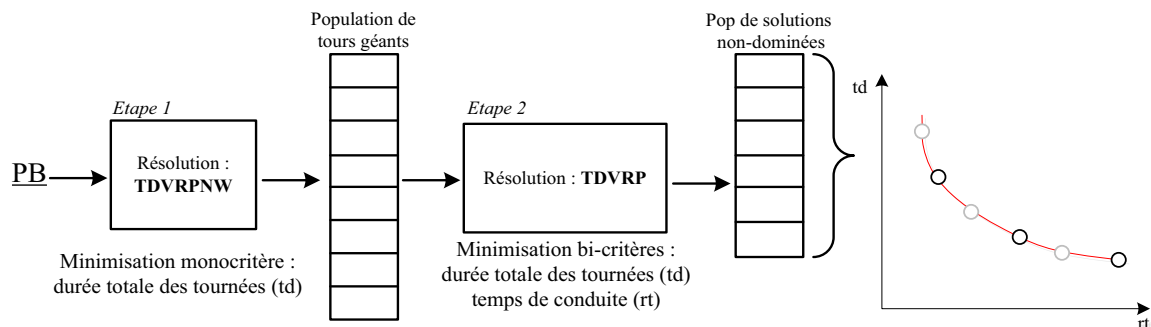 Population de
tours géants
Pop de solutions
non-dominées
td
Etape 1
Etape 2
PB
Résolution :
TDVRPNW
Résolution : TDVRP
Minimisation monocritère :
durée totale des tournées (td)
Minimisation bi-critères :
durée totale des tournées (td)
temps de conduite (rt)
rt